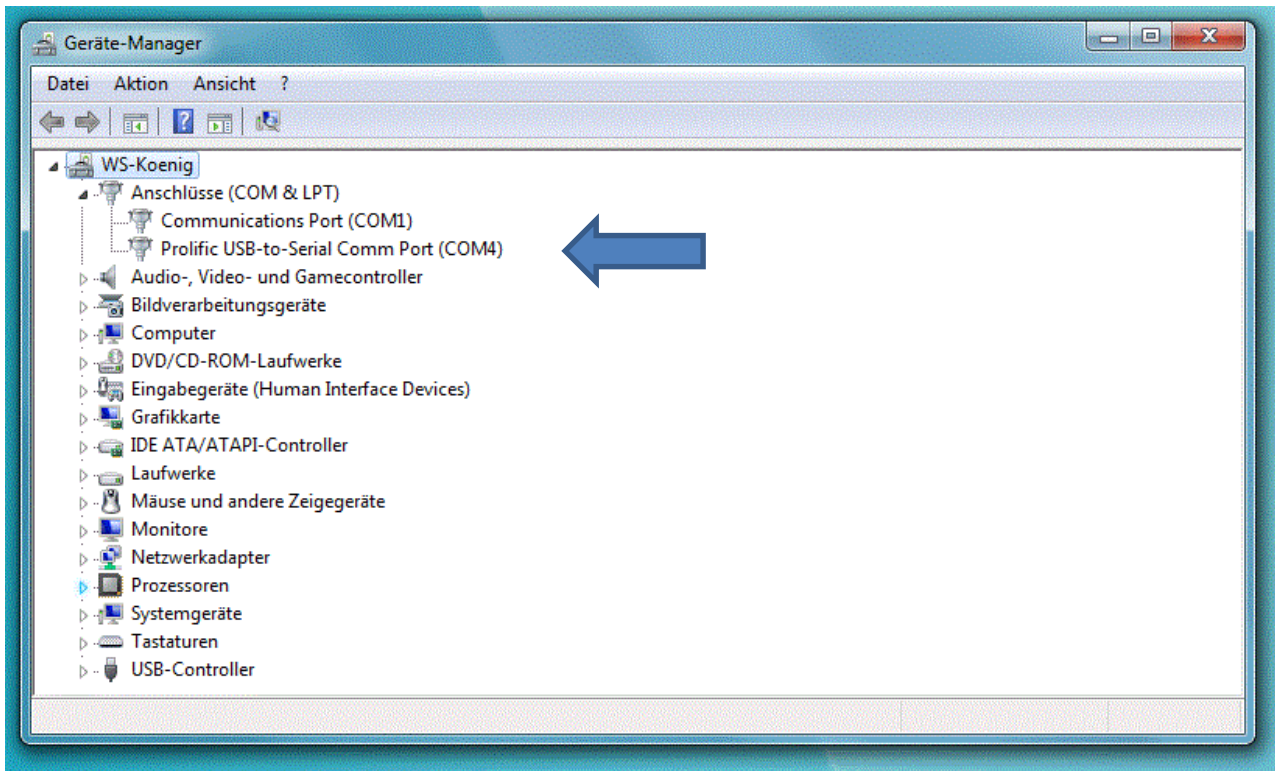 Geräte-Manager
Datei Aktion Ansicht ?
WS-Koenig
Anschlüsse (COM & LPT)
Communications Port (COM1)
Prolific USB-to-Serial Comm Port (COM4)
Audio-, Video- und Gamecontroller
Bildverarbeitungsgeräte
Computer
DVD/CD-ROM-Laufwerke
Eingabegeräte (Human Interface Devices)
Grafikkarte
IDE ATA/ATAPI-Controller
Laufwerke
Mäuse und andere Zeigegeräte
Monitore
Netzwerkadapter
Prozessoren
Systemgeräte
Tastaturen
USB-Controller